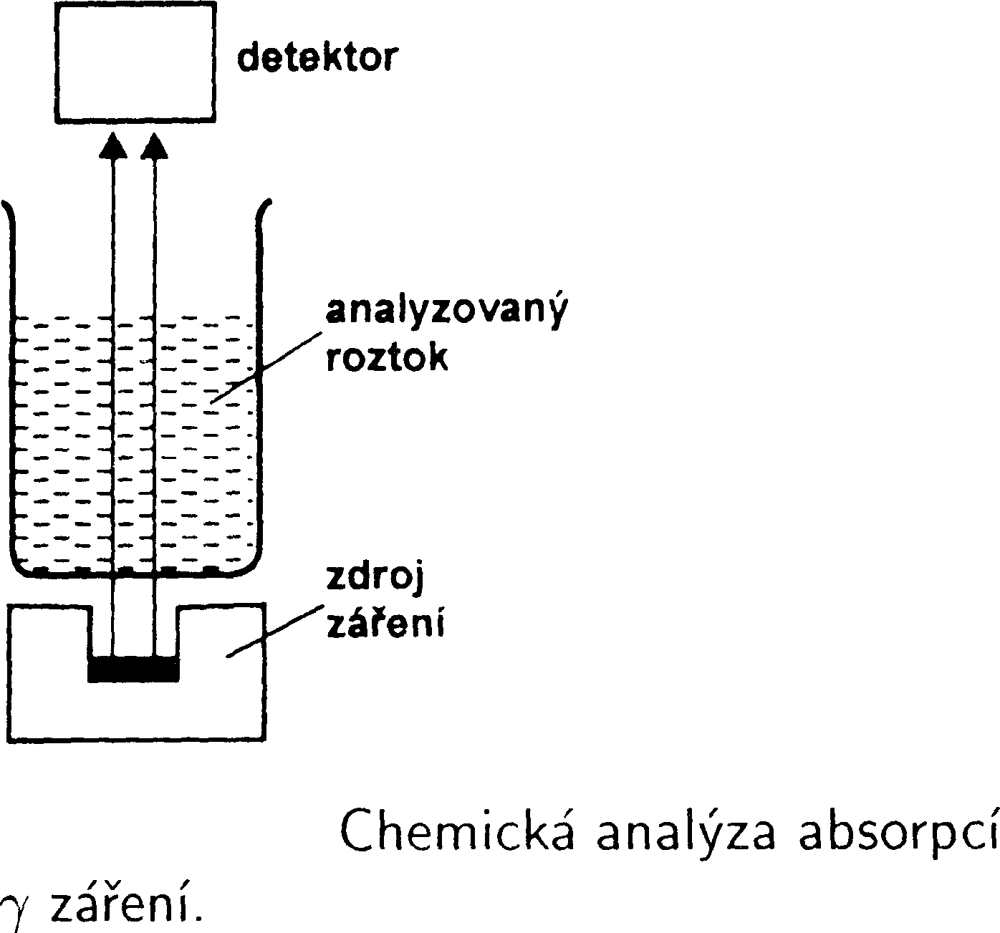 detektor
analyzovaný
roztok
zdroj
záření
Chemická analýza absorpcí
γ záření.